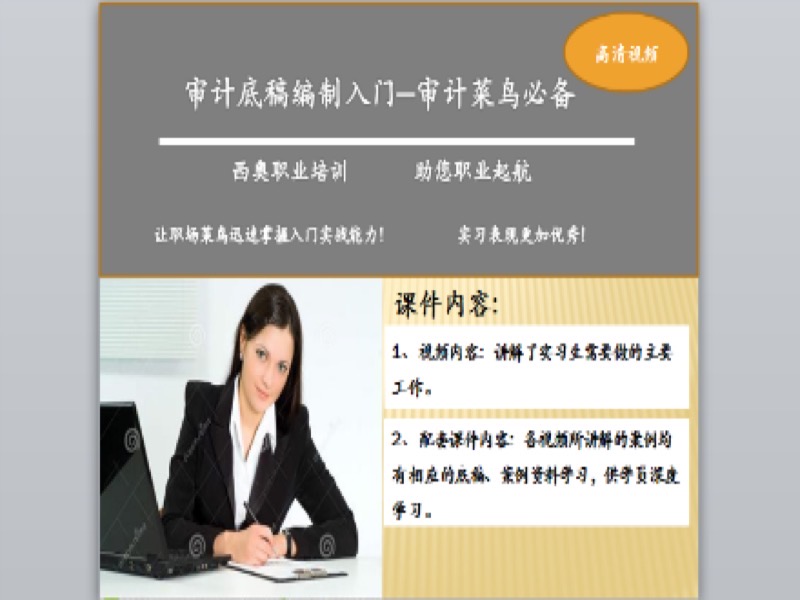 高清视频
审计底稿编制入门—审计菜鸟必备
西奥职业培训 助您职业起航
让职场菜鸟迅速掌握入门实战能力! 实习表现更加优秀!
课件内容:
1、视频内容: 讲解了实习生需要做的主要
工作。
2、配套课件内容: 各视频所讲解的案例均
有相应的底稿、案例资料学习, 供学员深度
学习。